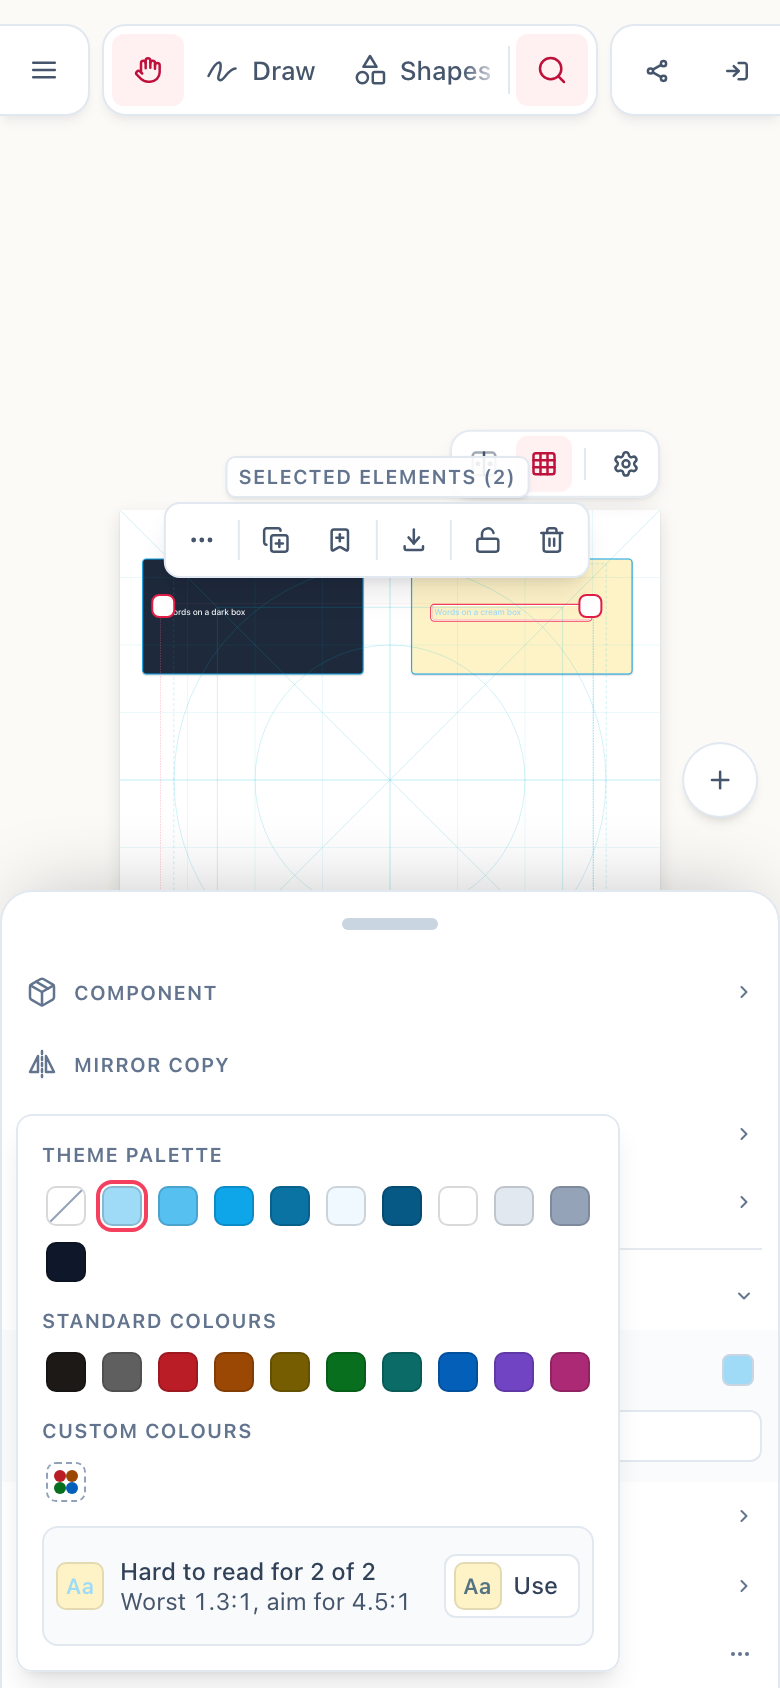 Draw
Shapes
SELECTED ELEMENTS (2)
ords on a dark box
Words on a cream box
COMPONENT
MIRROR COPY
THEME PALETTE
STANDARD COLOURS
CUSTOM COLOURS
Aa
Hard to read for 2 of 2
Worst 1.3:1, aim for 4.5:1
Aa
Use